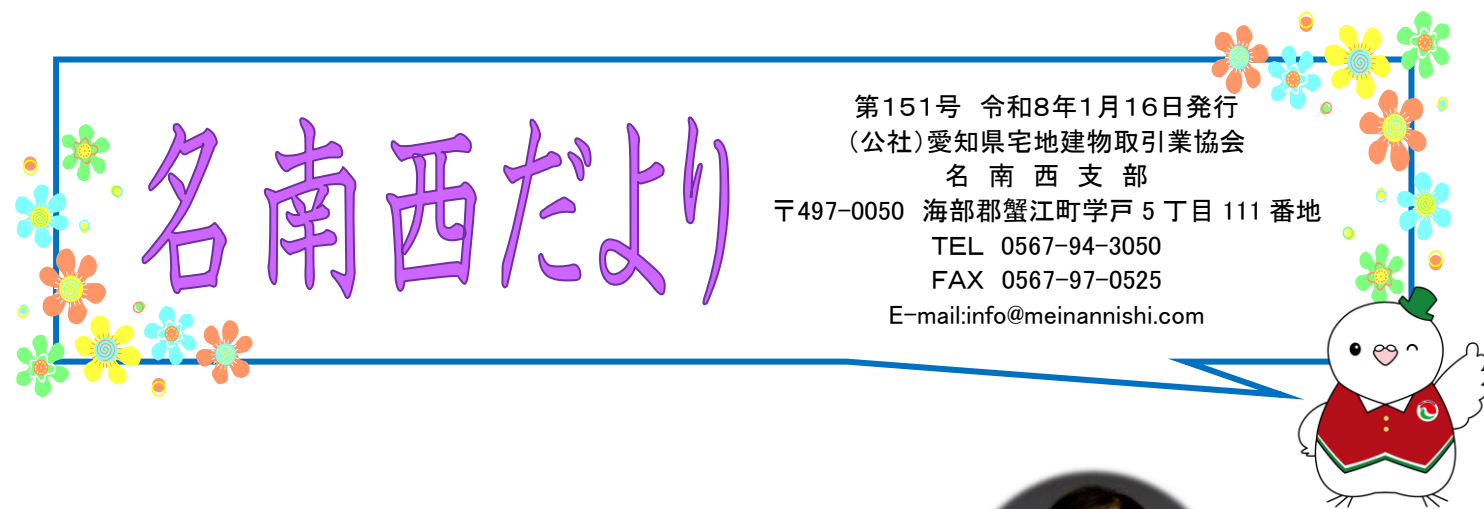 名南西だより
第151号 令和8年1月16日発行
(公社)愛知県宅地建物取引業協会
名 南 西 支 部
〒497-0050 海部郡蟹江町学戸 5 丁目 111 番地
TEL 0567-94-3050
FAX 0567-97-0525
E-mail:info@meinannishi.com